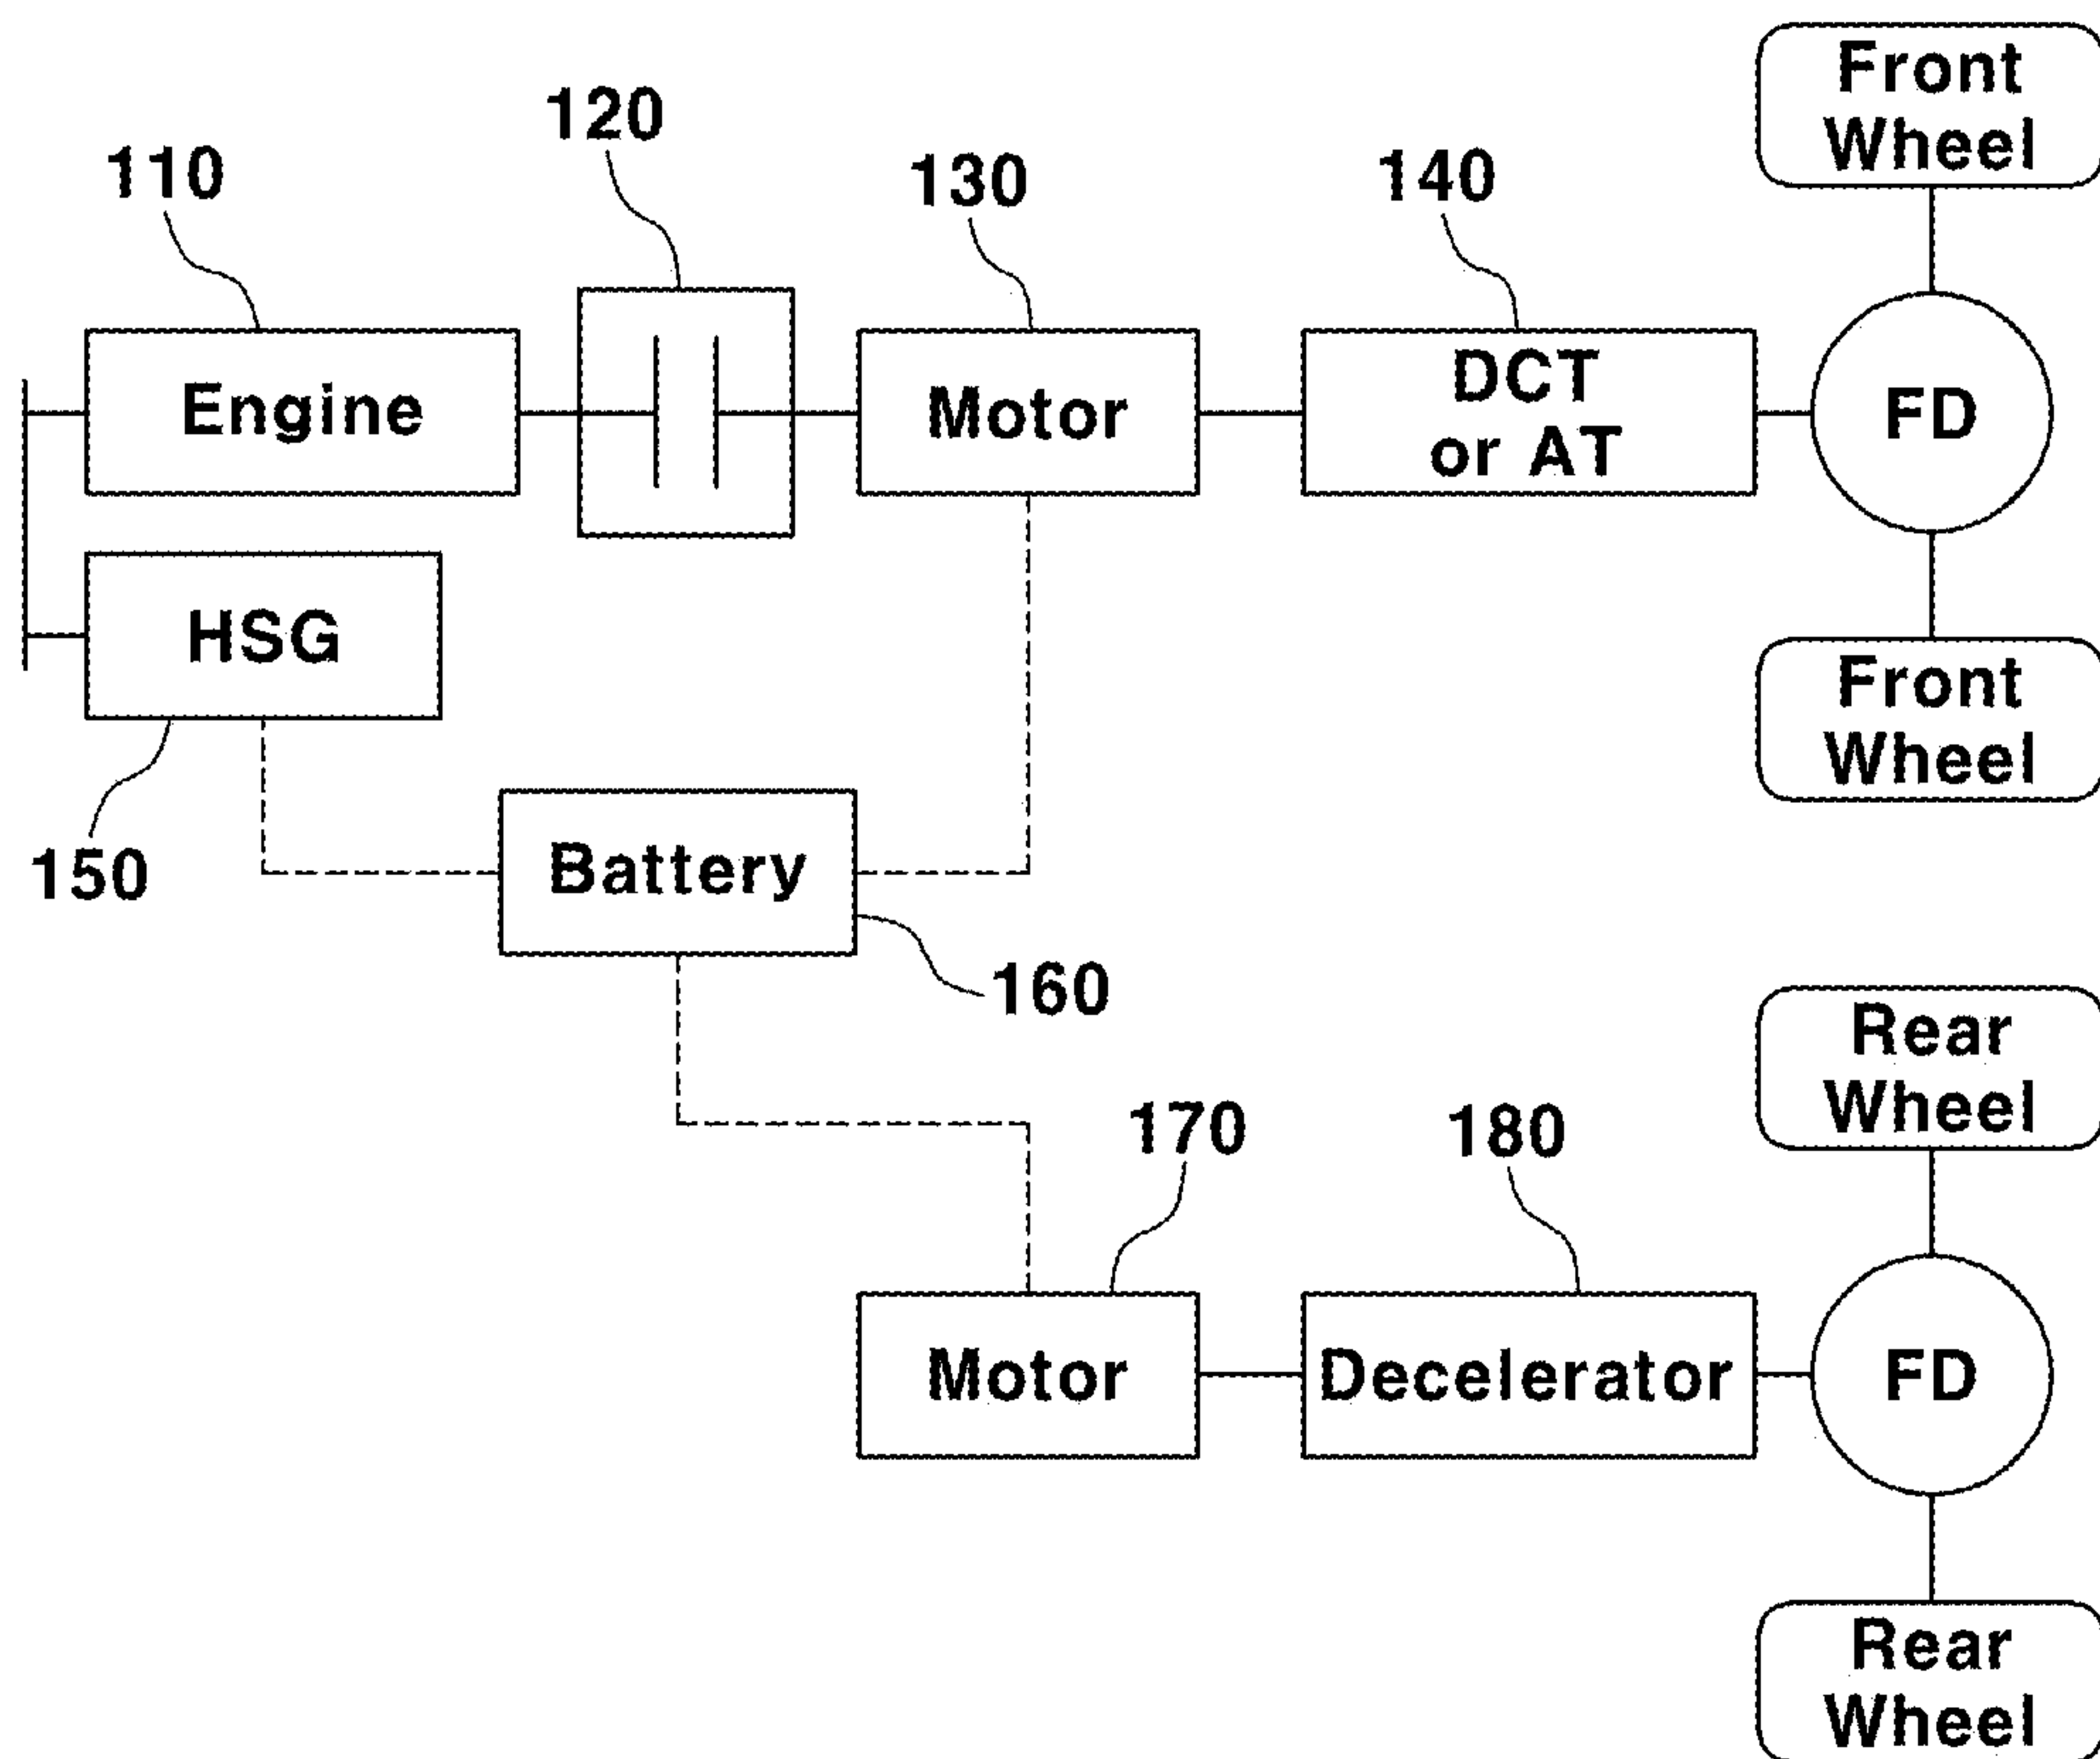 Front
Wheel
120
110
130
140
Engine
Motor
DCT
or AT
FD
HSG
Front
Wheel
150
Battery
160
Rear
Wheel
170
180
Motor
Decelerator
FD
Rear
Wheel